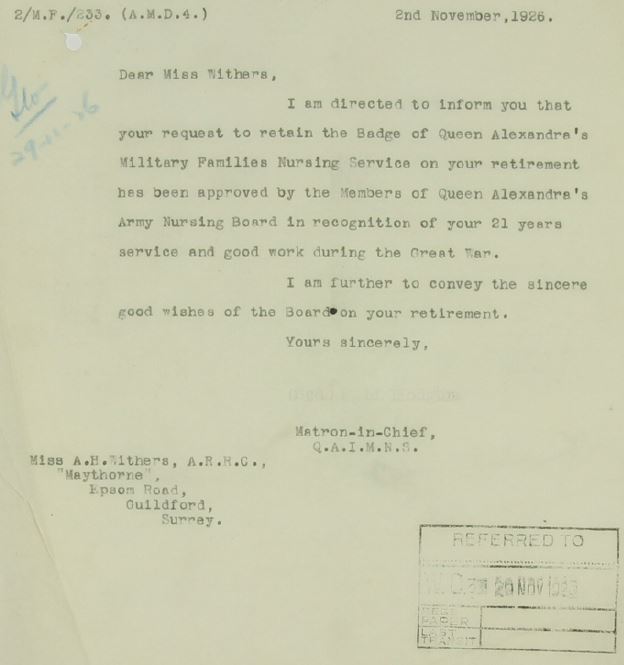 2/M.F./233. (A.M.D.4.)
2nd November,1926.
Dear Miss Withers,
I am directed to inform you that
your request to retain the Badge of Queen Alexandra's
Military Families Nursing Service on your retirement
has been approved by the Members of Queen Alexandra's
Army Nursing Board in recognition of your 21 years
service and good work during the Great War.
I am further to convey the sincere
good wishes of the Board on your retirement.
Yours sincerely,
Matron-in-Chief,
Q.A.I.M.N.S.
Miss A.H.Withers, A.R.R.C.,
"Maythorne",
Epsom Road,
Guildford,
Surrey.
REFERRED TO
NOV
PAPER
LAST
TRANSIT